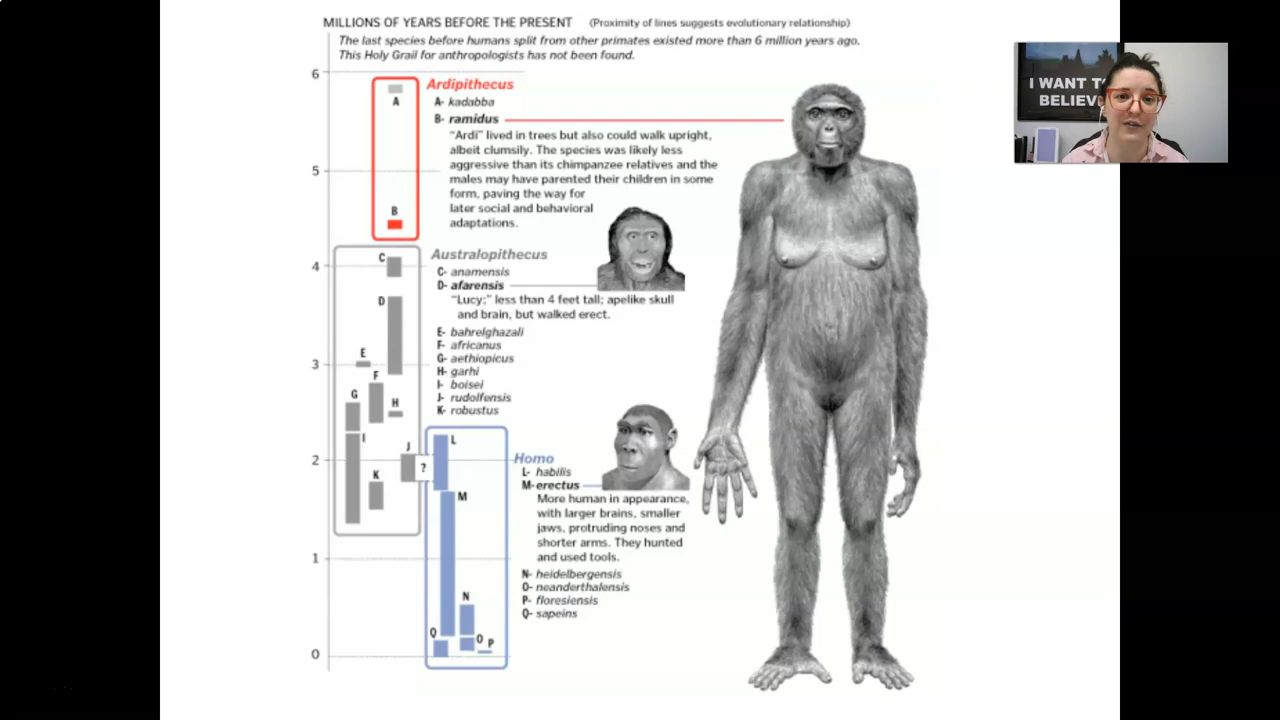 MILLIONS OF YEARS BEFORE THE PRESENT (Proximity of lines suggests evolutionary relationship)
The last species before humans split from other primates existed more than 6 million years ago.
This Holy Grail for anthropologists has not been found.
6
Ardipithecus
A
A- kadabba
B- ramidus
"Ardi" lived in trees but also could walk upright,
albeit clumsily. The species was likely less
aggressive than its chimpanzee relatives and the
males may have parented their children in some
form, paving the way for
later social and behavioral
adaptations.
5
B
4
Australopithecus
C
C- anamensis
D- afarensis
"Lucy;" less than 4 feet tall; apelike skull
and brain, but walked erect.
D
E- bahrelghazali
F- africanus
G- aethiopicus
H- garhi
I- boisei
J- rudolfensis
K- robustus
E
3
F
G
H
I
J
?
L
2
K
Homo
L- habilis
M- erectus
More human in appearance,
with larger brains, smaller
jaws, protruding noses and
shorter arms. They hunted
and used tools.
M
1
N- heidelbergensis
O- neanderthalensis
P- floresiensis
Q- sapeins
N
Q
O
P
0
I WANT T
BELIEV